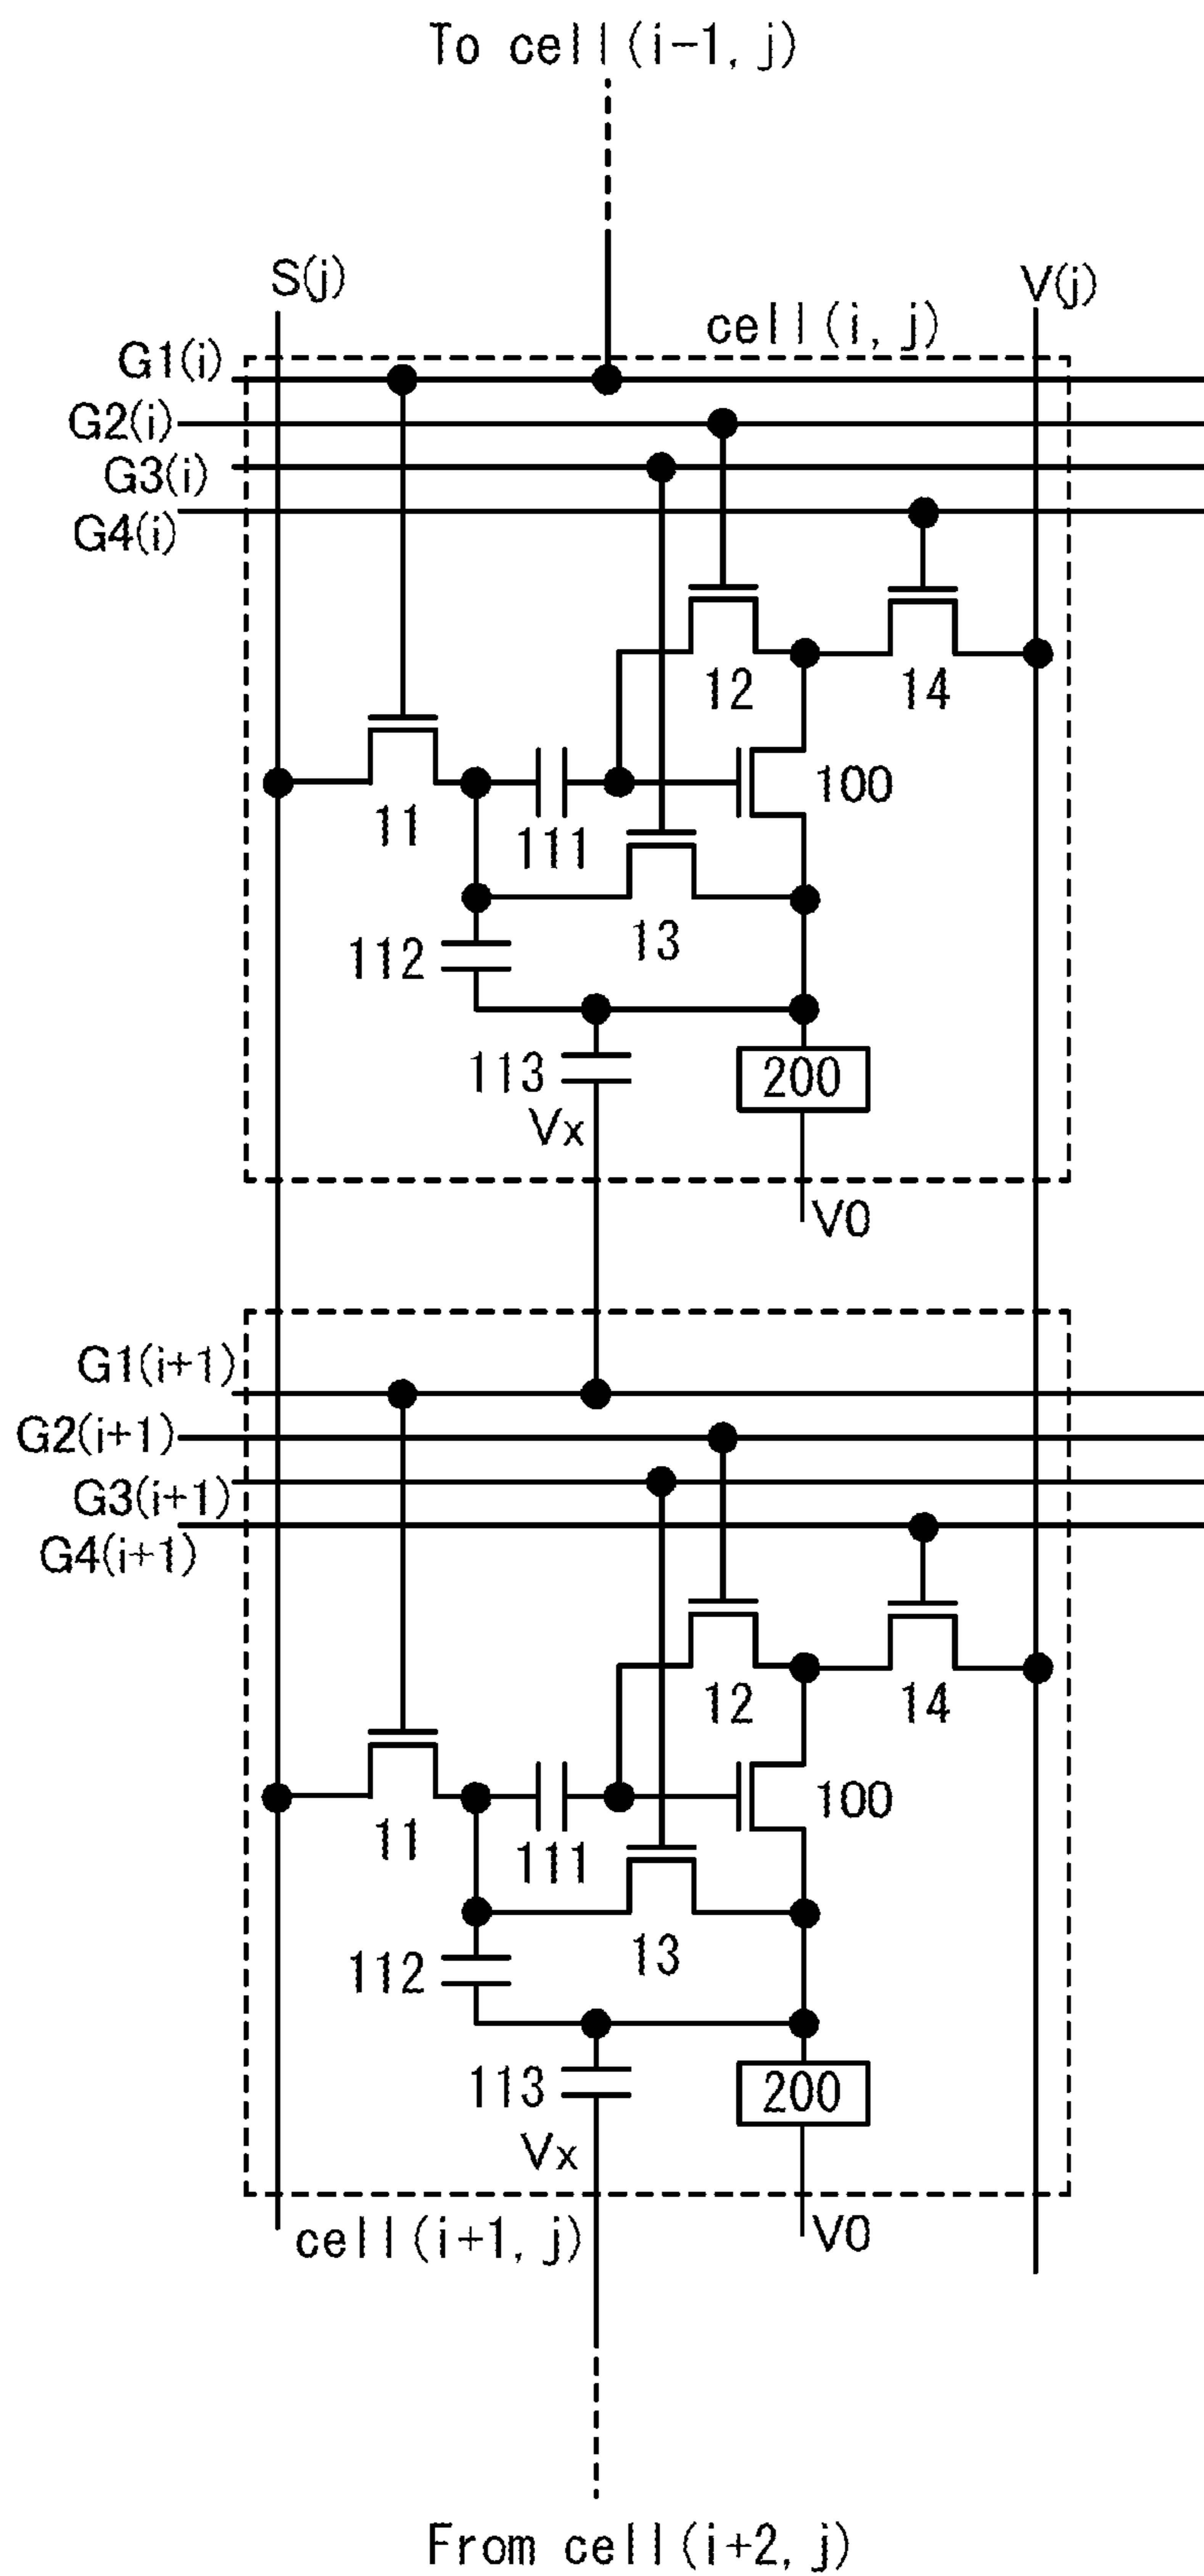 To cell(i-1, j)
S(j)
V(j)
cell(i, j)
G1(i)
G2(i)
G3(i)
G4(i)
12
14
100
11
111
13
112
113
200
Vx
V0
G1(i+1)
G2(i+1)
G3(i+1)
G4(i+1)
12
14
100
11
111
13
112
113
200
Vx
V0
cell(i+1, j)
From cell(i+2, j)